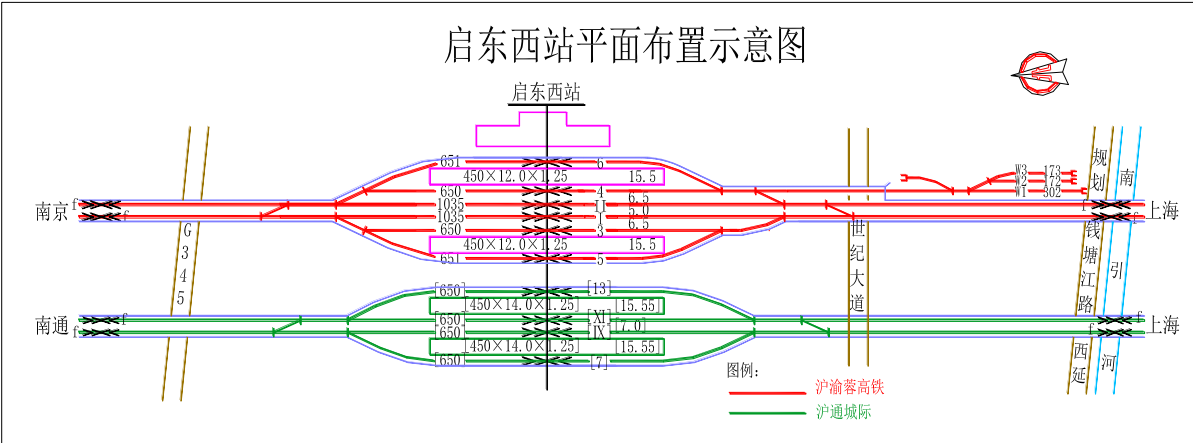 启东西站平面布置示意图
启东西站
651 6
450×12.0×1.25 15.5
650 4
6.5
1035 II
5.0
1035 I
6.5
650 3
450×12.0×1.25 15.5
651 5
南京 f f
f f 上海
W3 173
W2 142
W1 302
G345
世纪大道
规划钱塘江路西延
南引河
[650] [13]
[450×14.0×1.25] [15.55]
[650] [XI]
[7.0]
[650] [IX]
[450×14.0×1.25] [15.55]
[650] [7]
南通 f f
f f 上海
图例:
沪渝蓉高铁
沪通城际